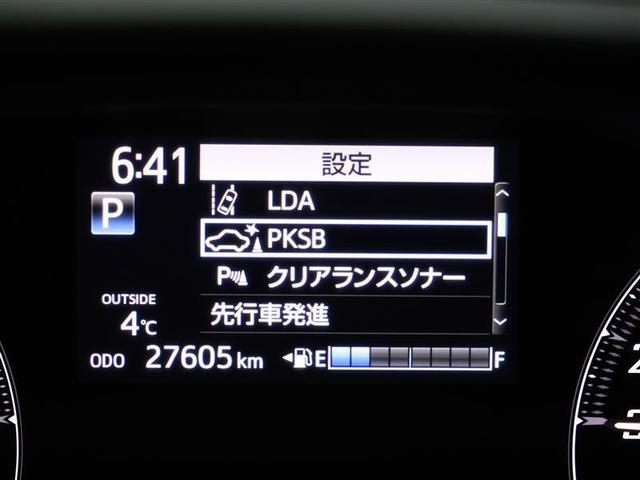 6:41
設定
LDA
P
PKSB
P クリアランスソナー
OUTSIDE
4℃
先行車発進
ODO 27605 km
E F
2